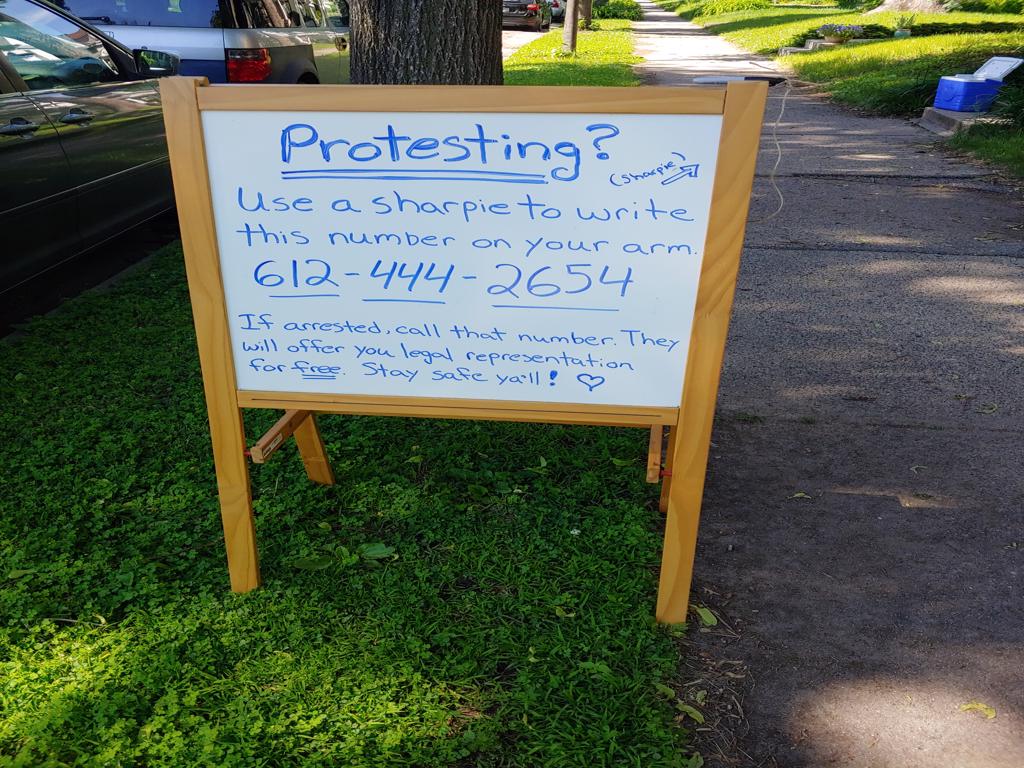 Protesting?
(Sharpie)
Use a sharpie to write
this number on your arm.
612-444-2654
If arrested, call that number. They
will offer you legal representation
for free. Stay safe ya'll!